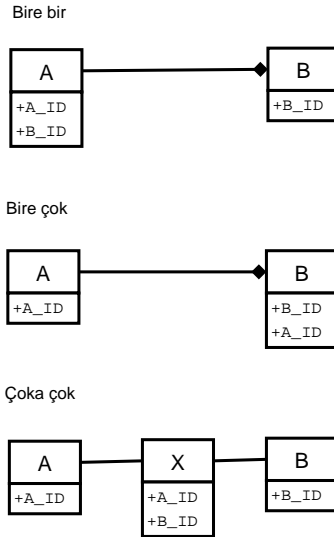 Bire bir
A
B
+A_ID
+B_ID
+B_ID
Bire çok
A
B
+A_ID
+B_ID
+A_ID
Çoka çok
A
X
B
+A_ID
+A_ID
+B_ID
+B_ID